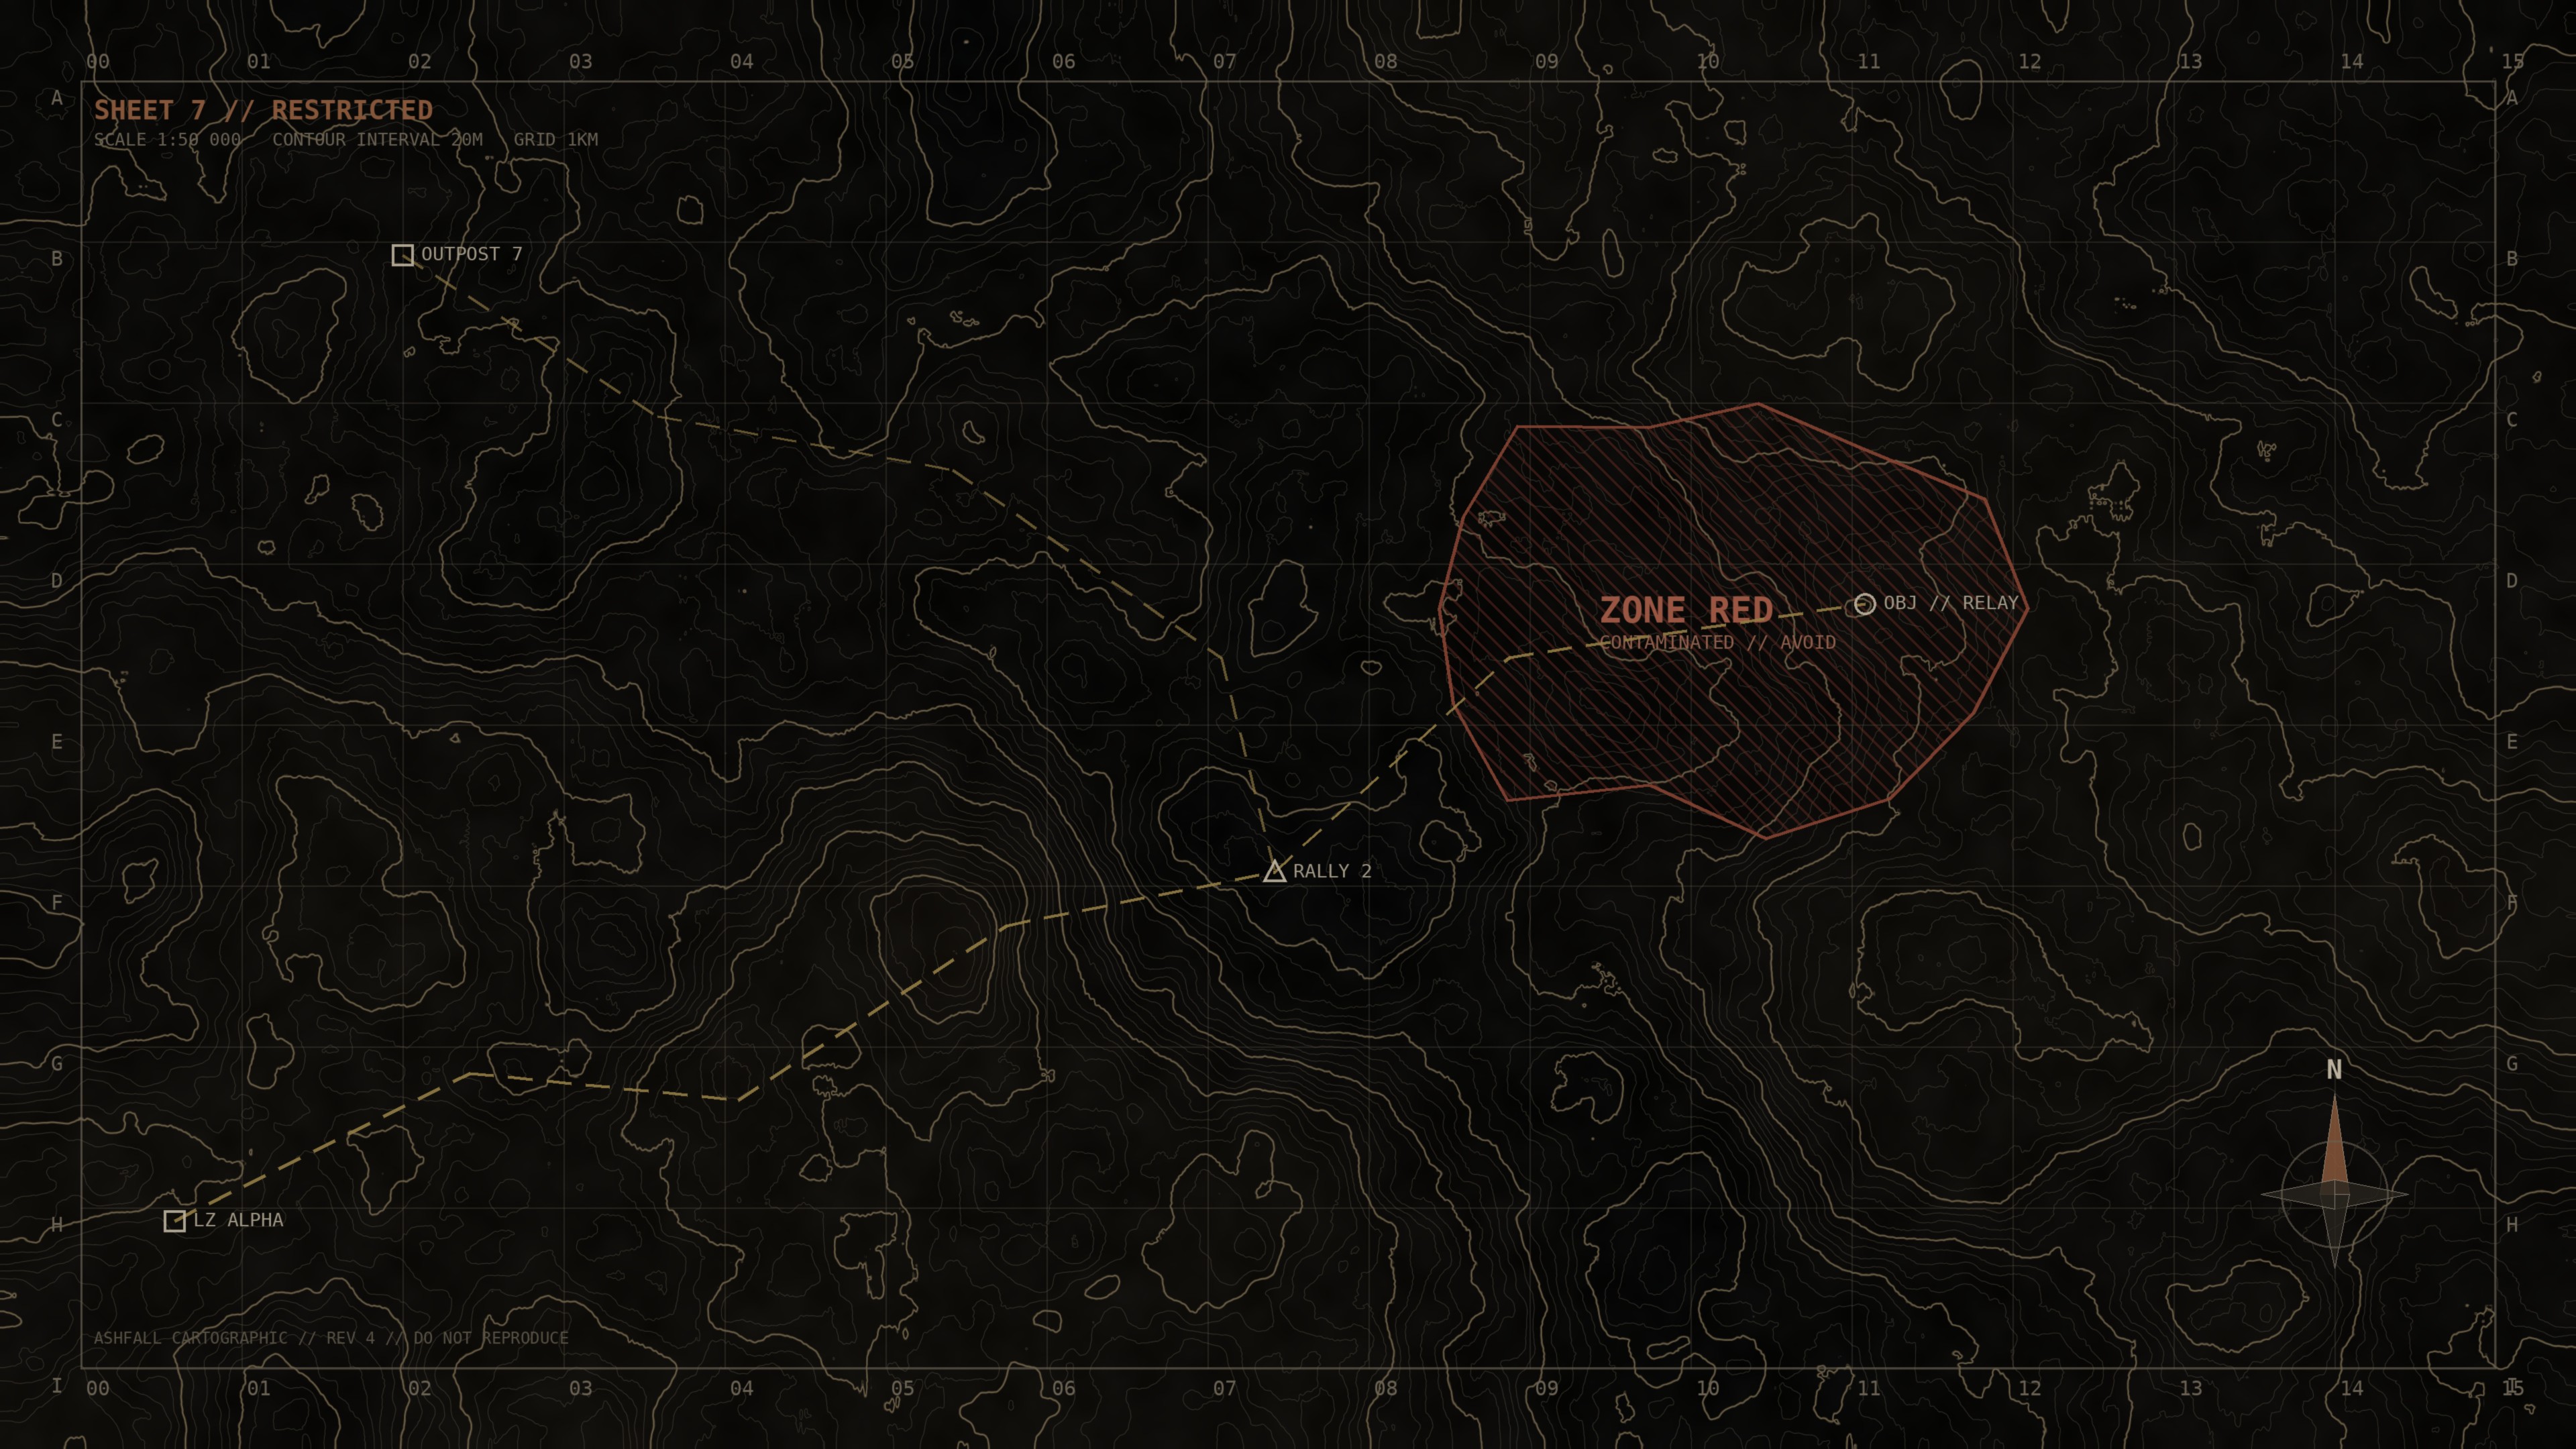 00 01 02 03 04 05 06 07 08 09 10 11 12 13 14 15
A A
SHEET 7 // RESTRICTED
SCALE 1:50 000 CONTOUR INTERVAL 20M GRID 1KM
B B
OUTPOST 7
C C
D D
ZONE RED
OBJ // RELAY
CONTAMINATED // AVOID
E E
RALLY 2
F F
G G
N
LZ ALPHA
H H
ASHFALL CARTOGRAPHIC // REV 4 // DO NOT REPRODUCE
I 00 01 02 03 04 05 06 07 08 09 10 11 12 13 14 15 I